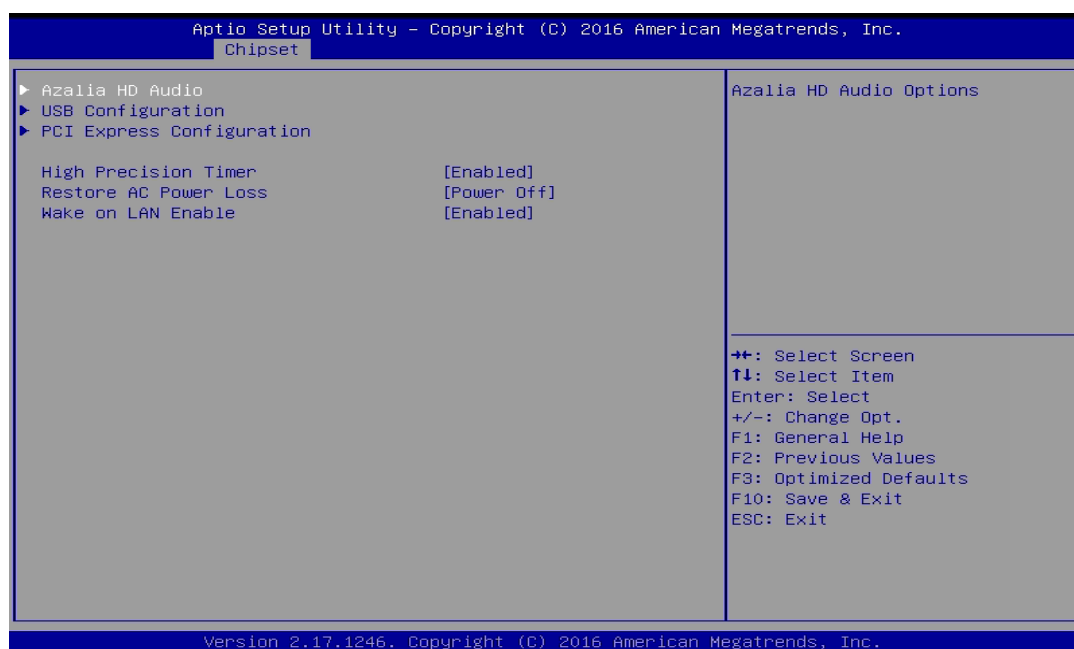 Aptio Setup Utility – Copyright (C) 2016 American Megatrends, Inc.
Chipset
▶ Azalia HD Audio
▶ USB Configuration
▶ PCI Express Configuration
High Precision Timer [Enabled]
Restore AC Power Loss [Power Off]
Wake on LAN Enable [Enabled]
Azalia HD Audio Options
→←: Select Screen
↑↓: Select Item
Enter: Select
+/-: Change Opt.
F1: General Help
F2: Previous Values
F3: Optimized Defaults
F10: Save & Exit
ESC: Exit
Version 2.17.1246. Copyright (C) 2016 American Megatrends, Inc.